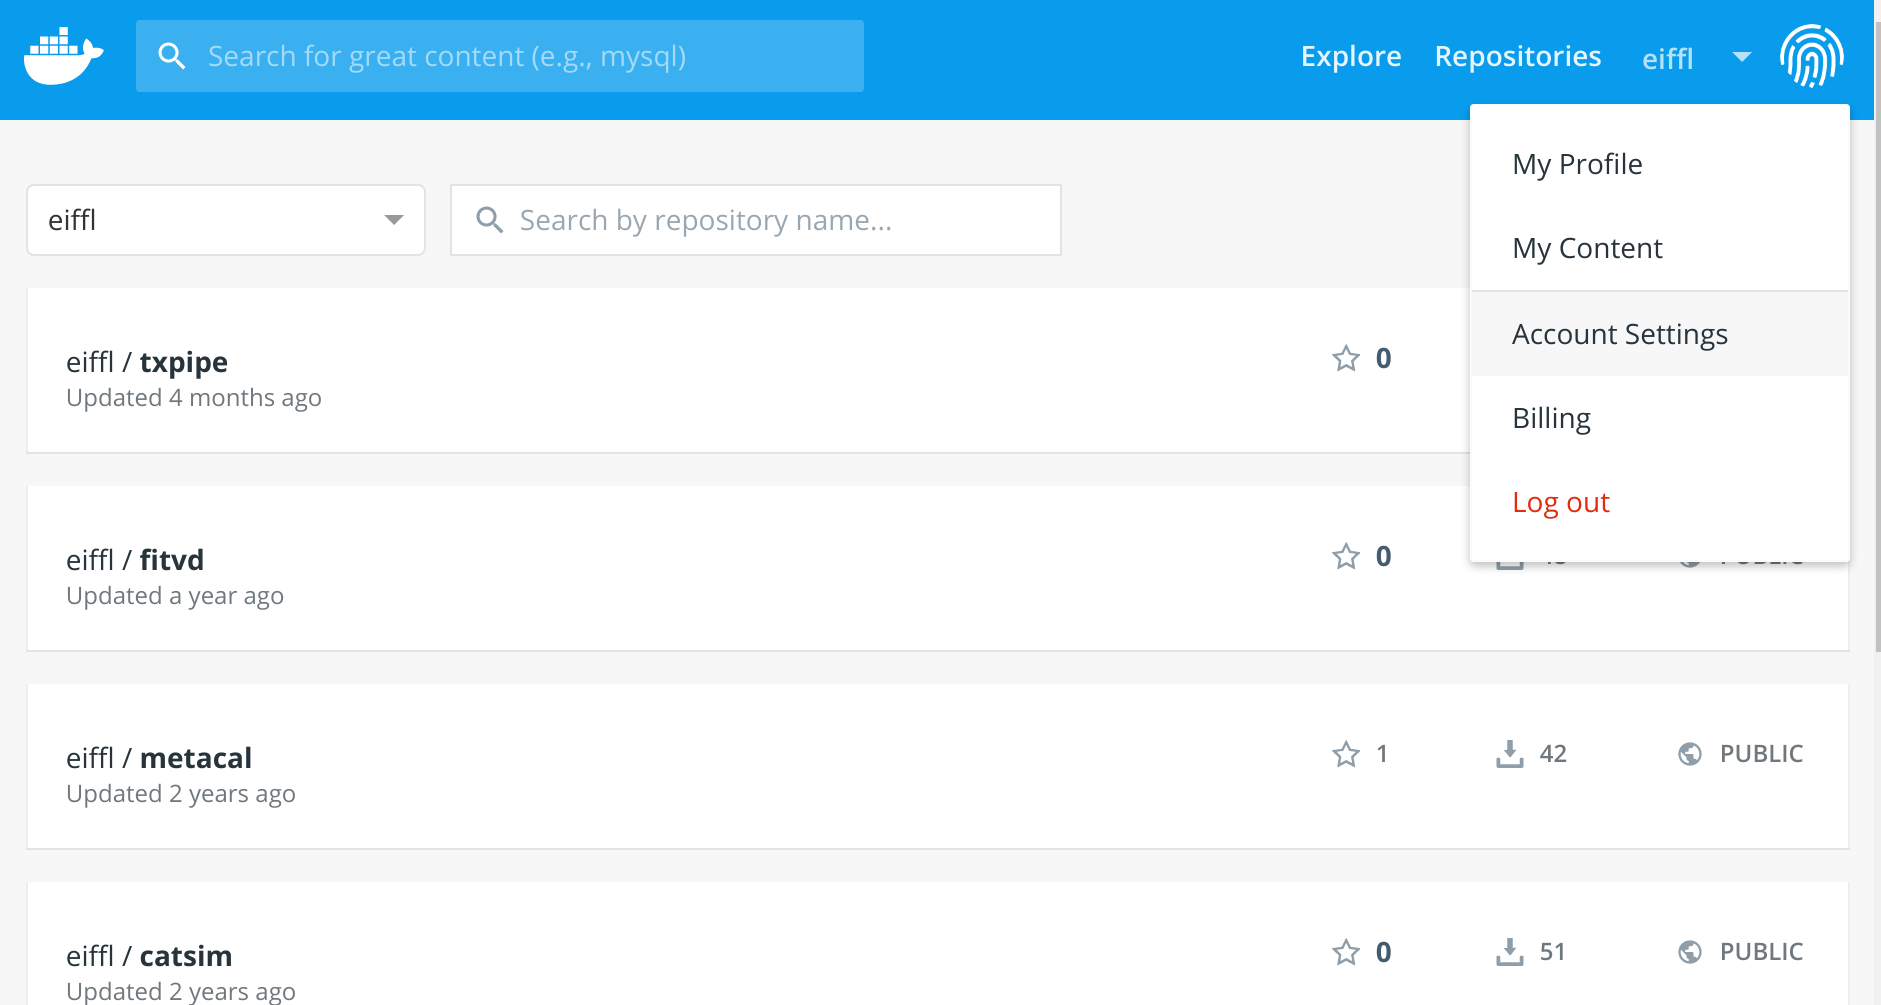 Search for great content (e.g., mysql)
Explore
Repositories
eiffl
My Profile
My Content
Account Settings
Billing
Log out
eiffl
Search by repository name...
eiffl / txpipe
Updated 4 months ago
0
eiffl / fitvd
Updated a year ago
0
PUBLIC
eiffl / metacal
Updated 2 years ago
1
42
PUBLIC
eiffl / catsim
Updated 2 years ago
0
51
PUBLIC